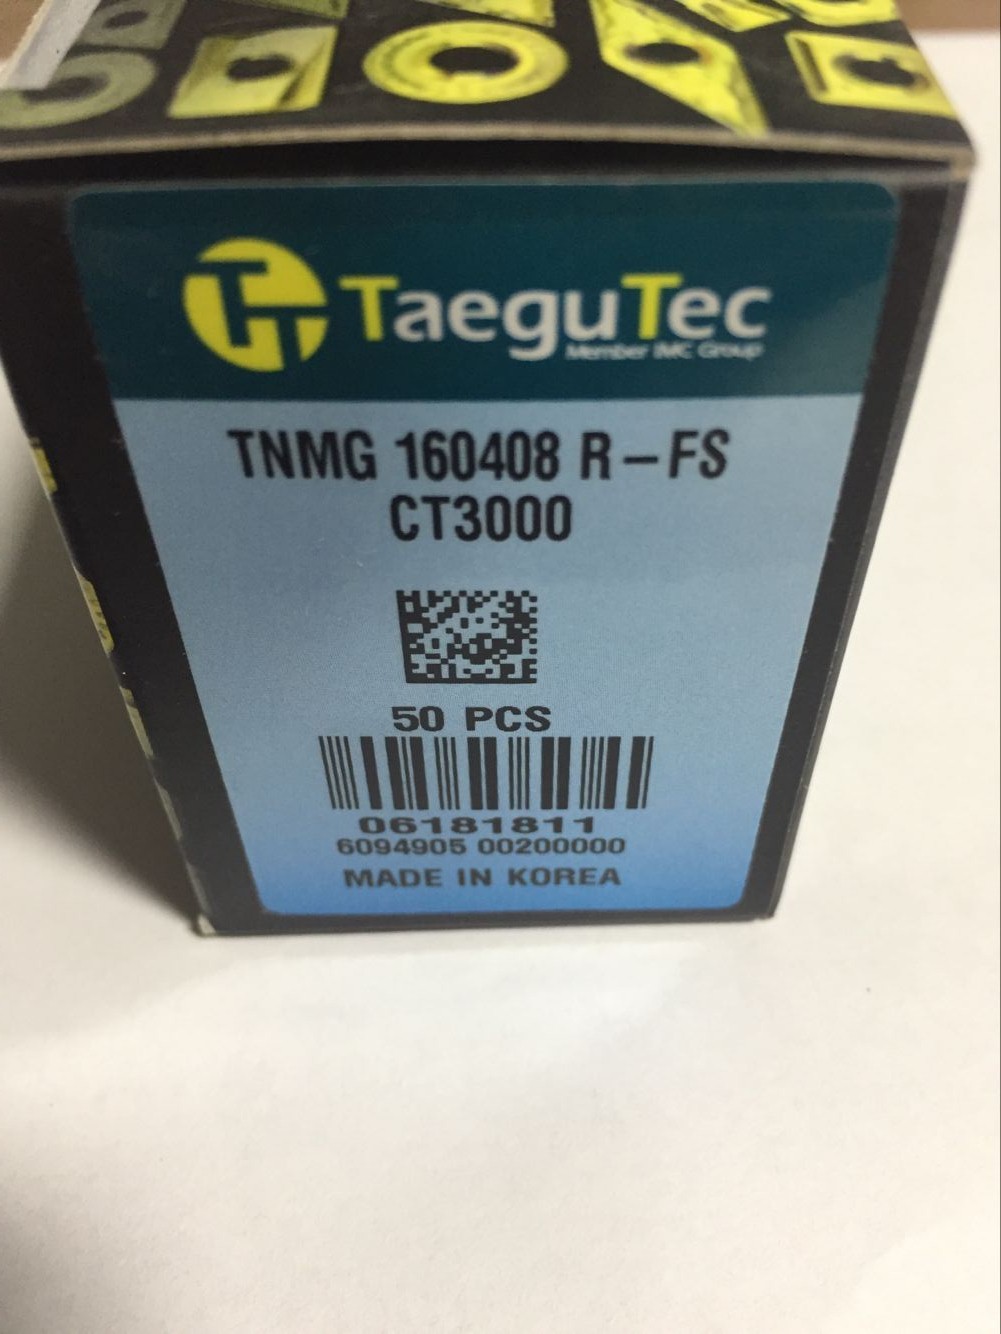 TaeguTec
Member IMC Group
TNMG 160408 R-FS
CT3000
50 PCS
06181811
6094905 00200000
MADE IN KOREA